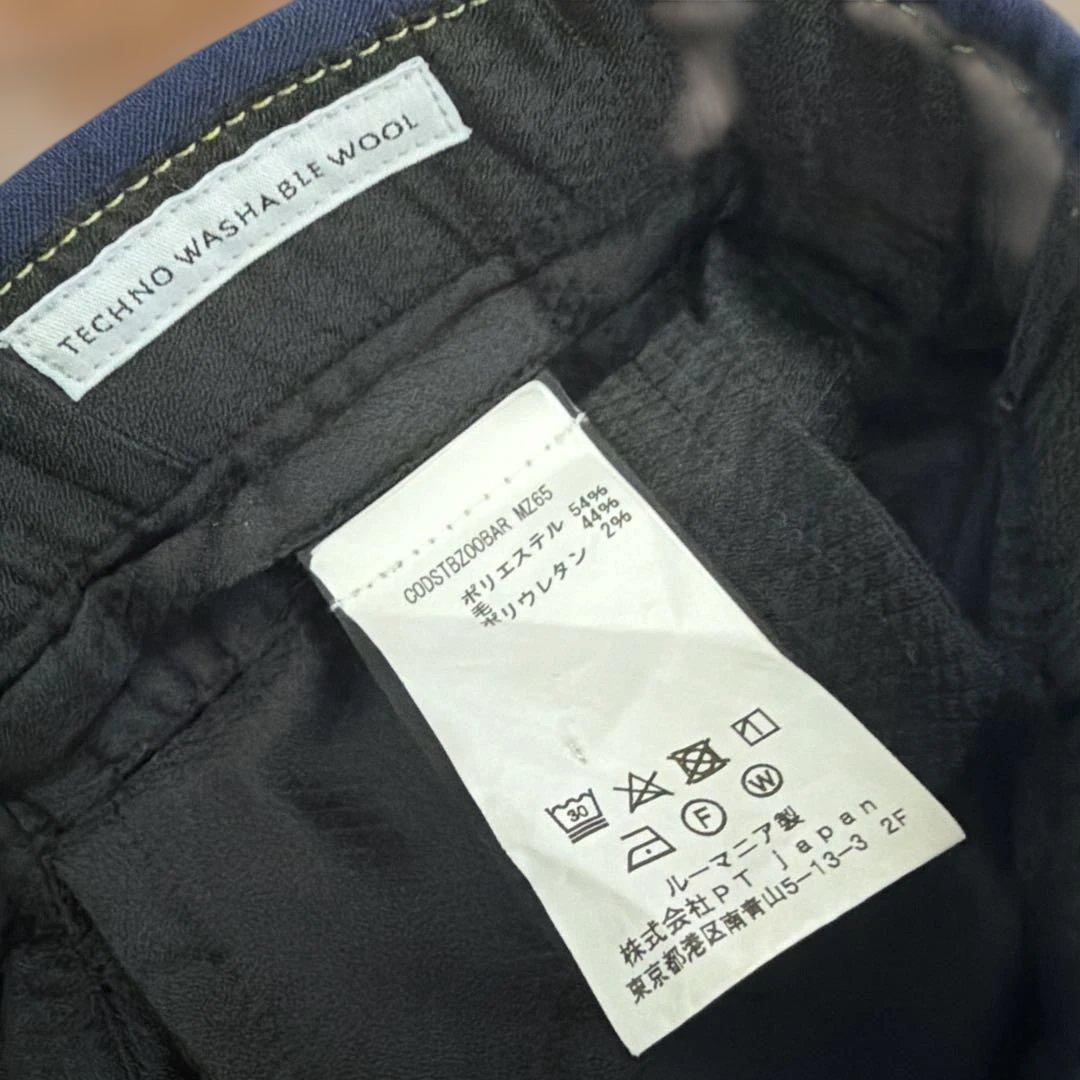 TECHNO WASHABLE WOOL
CODSTBZ00BAR MZ65
ポリエステル 54%
毛 44%
ポリウレタン 2%
30
F W
ルーマニア製
株式会社PT japan
東京都港区南青山5-13-3 2F